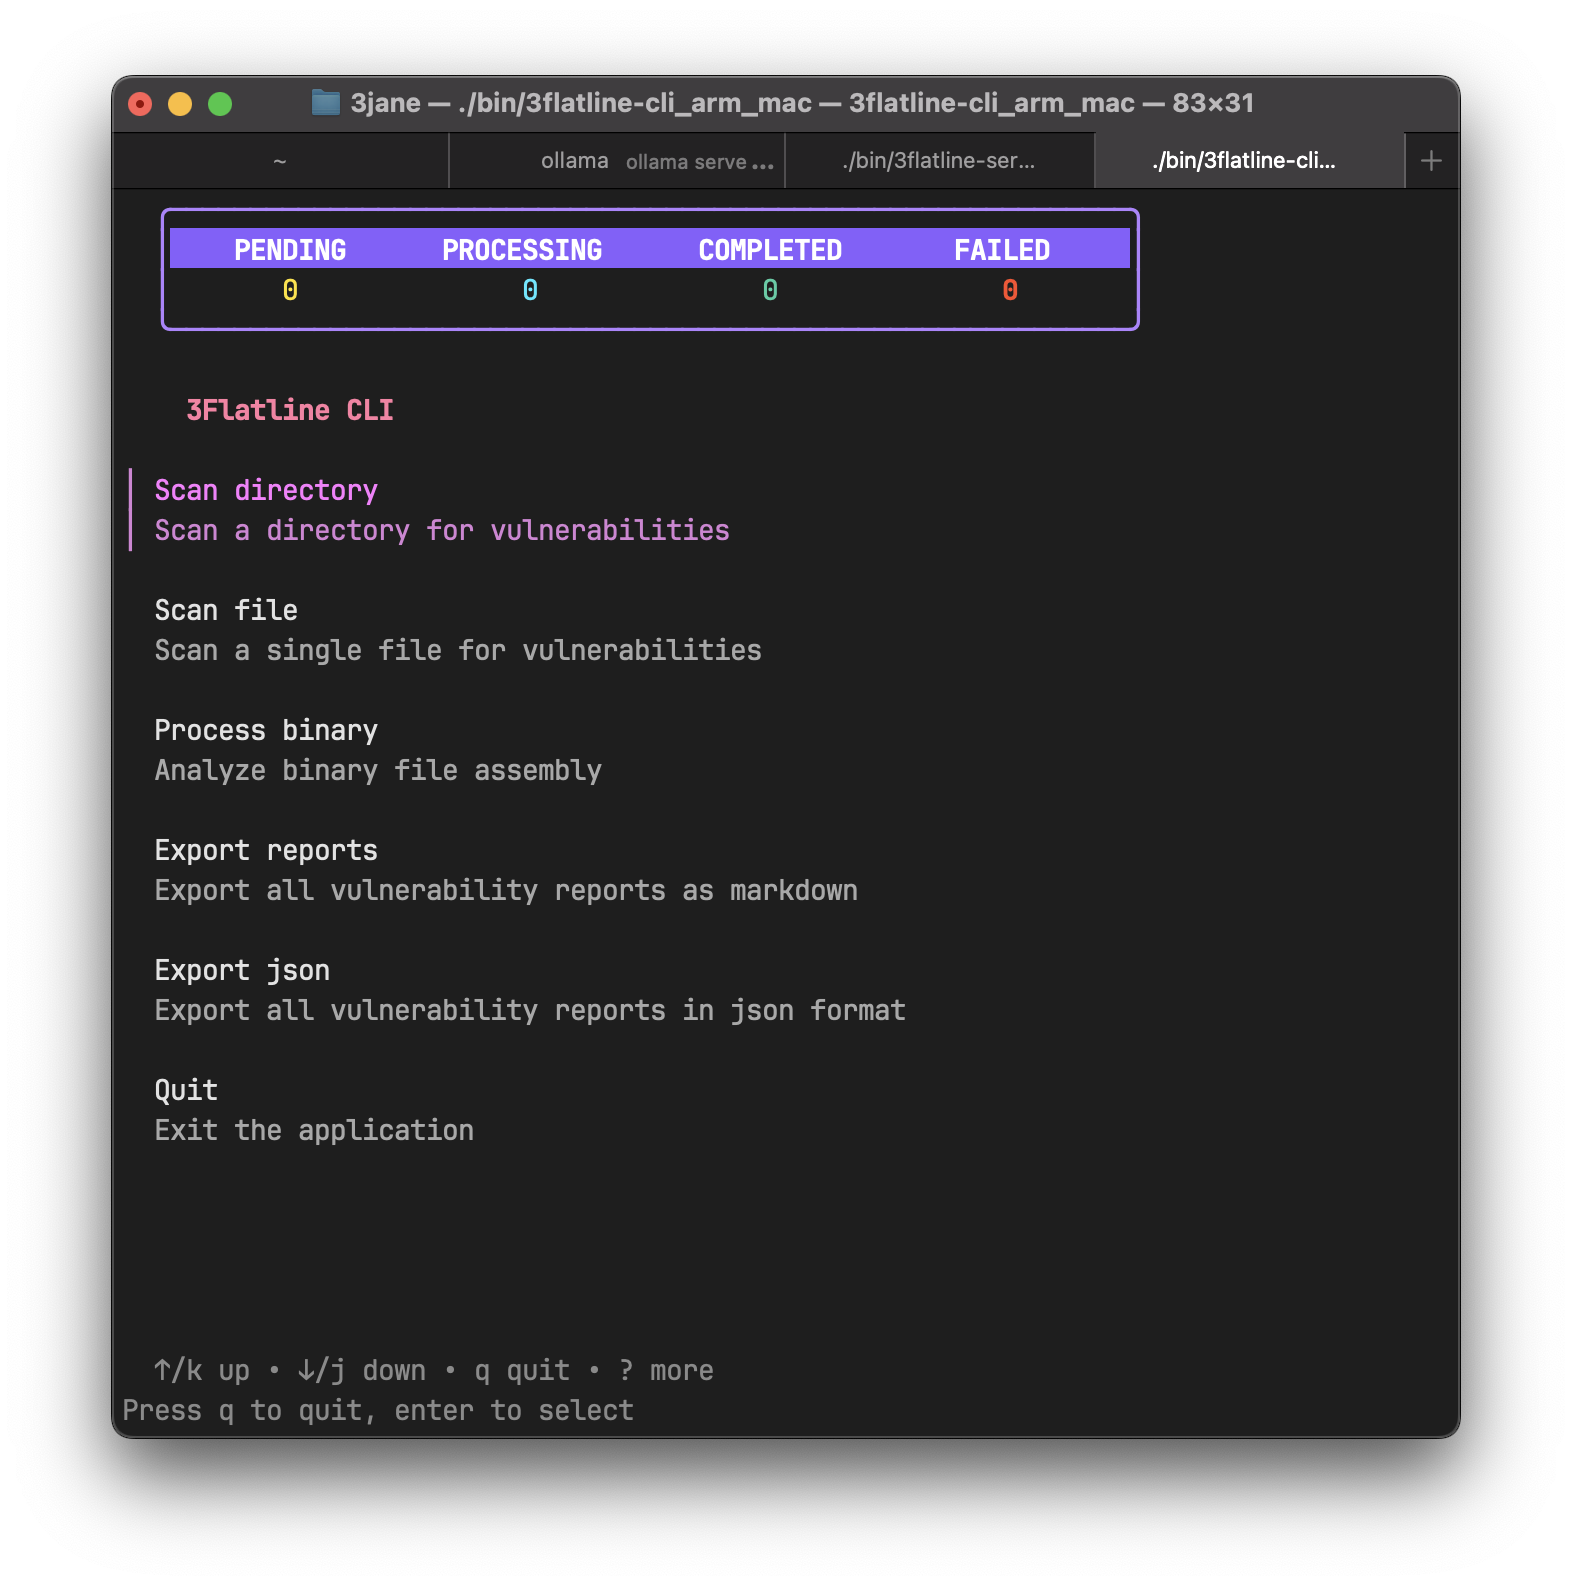 3jane — ./bin/3flatline-cli_arm_mac — 3flatline-cli_arm_mac — 83×31
~ ollama ollama serve ... ./bin/3flatline-ser... ./bin/3flatline-cli... +
PENDING PROCESSING COMPLETED FAILED
0 0 0 0
3Flatline CLI
Scan directory
Scan a directory for vulnerabilities
Scan file
Scan a single file for vulnerabilities
Process binary
Analyze binary file assembly
Export reports
Export all vulnerability reports as markdown
Export json
Export all vulnerability reports in json format
Quit
Exit the application
↑/k up • ↓/j down • q quit • ? more
Press q to quit, enter to select